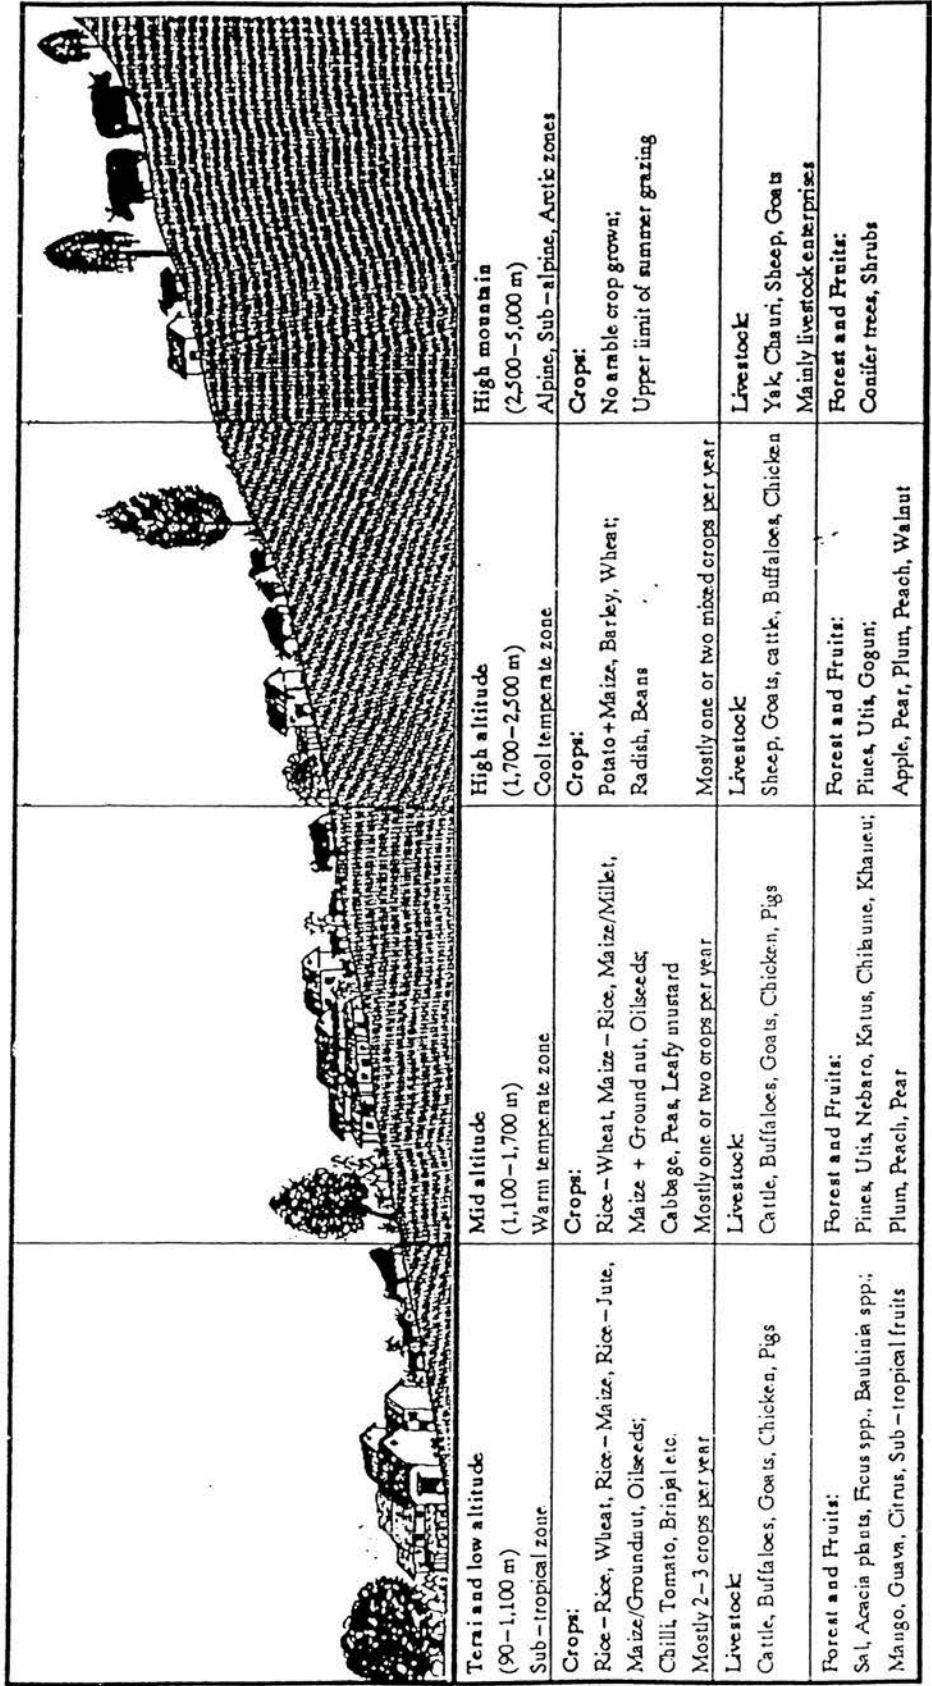 Terai and low altitude
(90–1,100 m)
Sub-tropical zone
Crops:
Rice–Rice, Wheat, Rice–Maize, Rice–Jute,
Maize/Groundnut, Oilseeds;
Chilli, Tomato, Brinjal etc.
Mostly 2–3 crops per year
Livestock:
Cattle, Buffaloes, Goats, Chicken, Pigs
Forest and Fruits:
Sal, Acacia plants, Ficus spp., Bauhinia spp.;
Mango, Guava, Citrus, Sub-tropical fruits
Mid altitude
(1,100–1,700 m)
Warm temperate zone
Crops:
Rice–Wheat, Maize–Rice, Maize/Millet,
Maize + Ground nut, Oilseeds;
Cabbage, Peas, Leafy mustard
Mostly one or two crops per year
Livestock:
Cattle, Buffaloes, Goats, Chicken, Pigs
Forest and Fruits:
Pines, Utis, Nebaro, Katus, Chilaune, Khaneu;
Plum, Peach, Pear
High altitude
(1,700–2,500 m)
Cool temperate zone
Crops:
Potato+Maize, Barley, Wheat;
Radish, Beans
Mostly one or two mixed crops per year
Livestock:
Sheep, Goats, cattle, Buffaloes, Chicken
Forest and Fruits:
Pines, Utis, Gogun;
Apple, Pear, Plum, Peach, Walnut
High mountain
(2,500–5,000 m)
Alpine, Sub-alpine, Arctic zones
Crops:
No arable crop grown;
Upper limit of summer grazing
Livestock:
Yak, Chauri, Sheep, Goats
Mainly livestock enterprises
Forest and Fruits:
Conifer trees, Shrubs